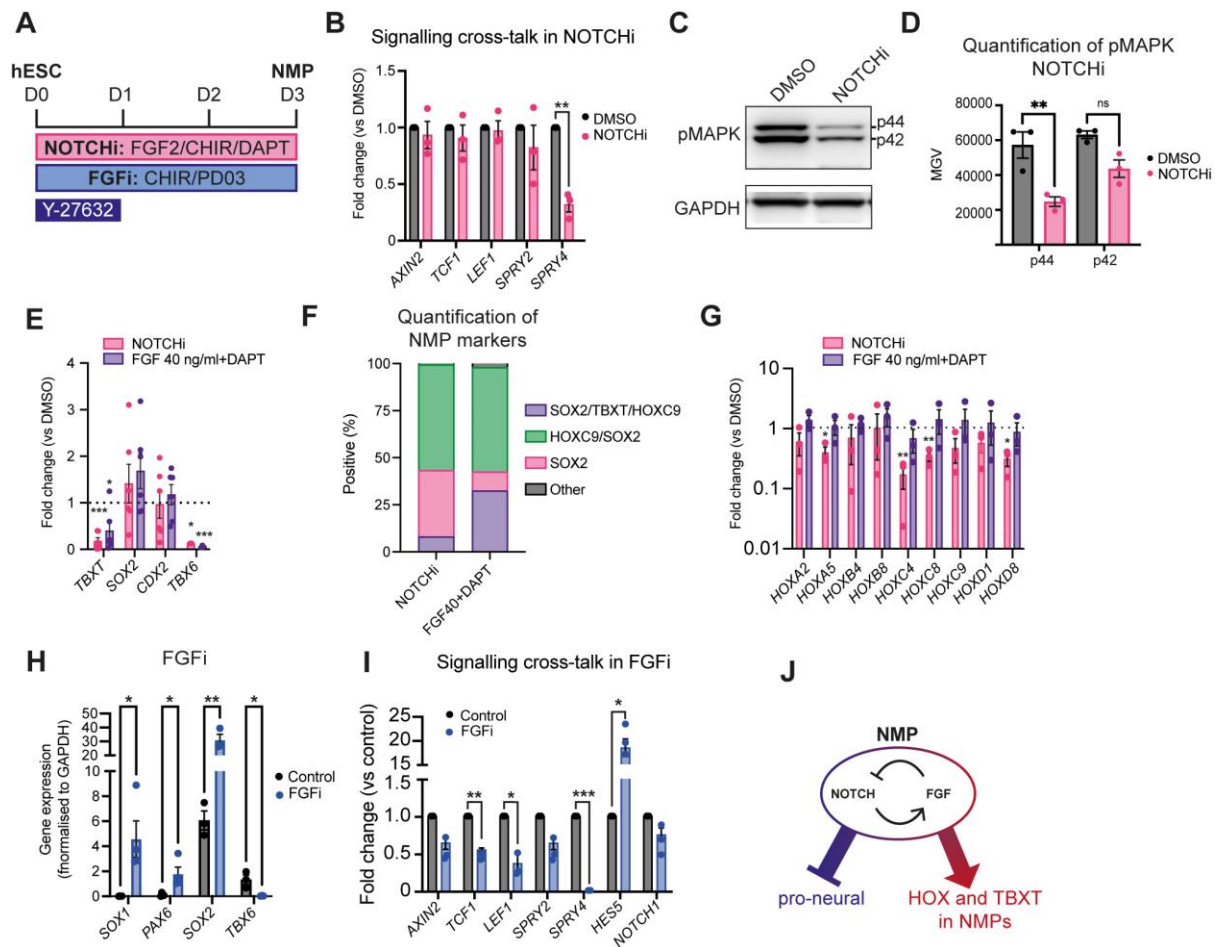 A
hESC
NMP
D0 D1 D2 D3
NOTCHi: FGF2/CHIR/DAPT
FGFi: CHIR/PD03
Y-27632
B
Signalling cross-talk in NOTCHi
Fold change (vs DMSO)
1.5
1.0
0.5
0
**
DMSO
NOTCHi
AXIN2 TCF1 LEF1 SPRY2 SPRY4
C
DMSO NOTCHi
pMAPK
p44
p42
GAPDH
D
Quantification of pMAPK
NOTCHi
MGV
80000
60000
40000
20000
** ns
DMSO
NOTCHi
p44 p42
E
NOTCHi
FGF 40 ng/ml+DAPT
Fold change (vs DMSO)
4
3
2
1
0
*** * * ***
TBXT SOX2 CDX2 TBX6
F
Quantification of
NMP markers
Positive (%)
100
75
50
25
0
SOX2/TBXT/HOXC9
HOXC9/SOX2
SOX2
Other
NOTCHi FGF40+DAPT
G
NOTCHi
FGF 40 ng/ml+DAPT
Fold change (vs DMSO)
10
1
0.1
0.01
* ** ** *
HOXA2 HOXA5 HOXB4 HOXB8 HOXC4 HOXC8 HOXC9 HOXD1 HOXD8
H
FGFi
Gene expression
(fnormalised to GAPDH)
50
40
30
20
10
8
6
4
2
0
* * ** *
Control
FGFi
SOX1 PAX6 SOX2 TBX6
I
Signalling cross-talk in FGFi
Fold change (vs control)
25
20
15
10
1.0
0.5
0
** * *** *
Control
FGFi
AXIN2 TCF1 LEF1 SPRY2 SPRY4 HES5 NOTCH1
J
NMP
NOTCH FGF
pro-neural
HOX and TBXT
in NMPs